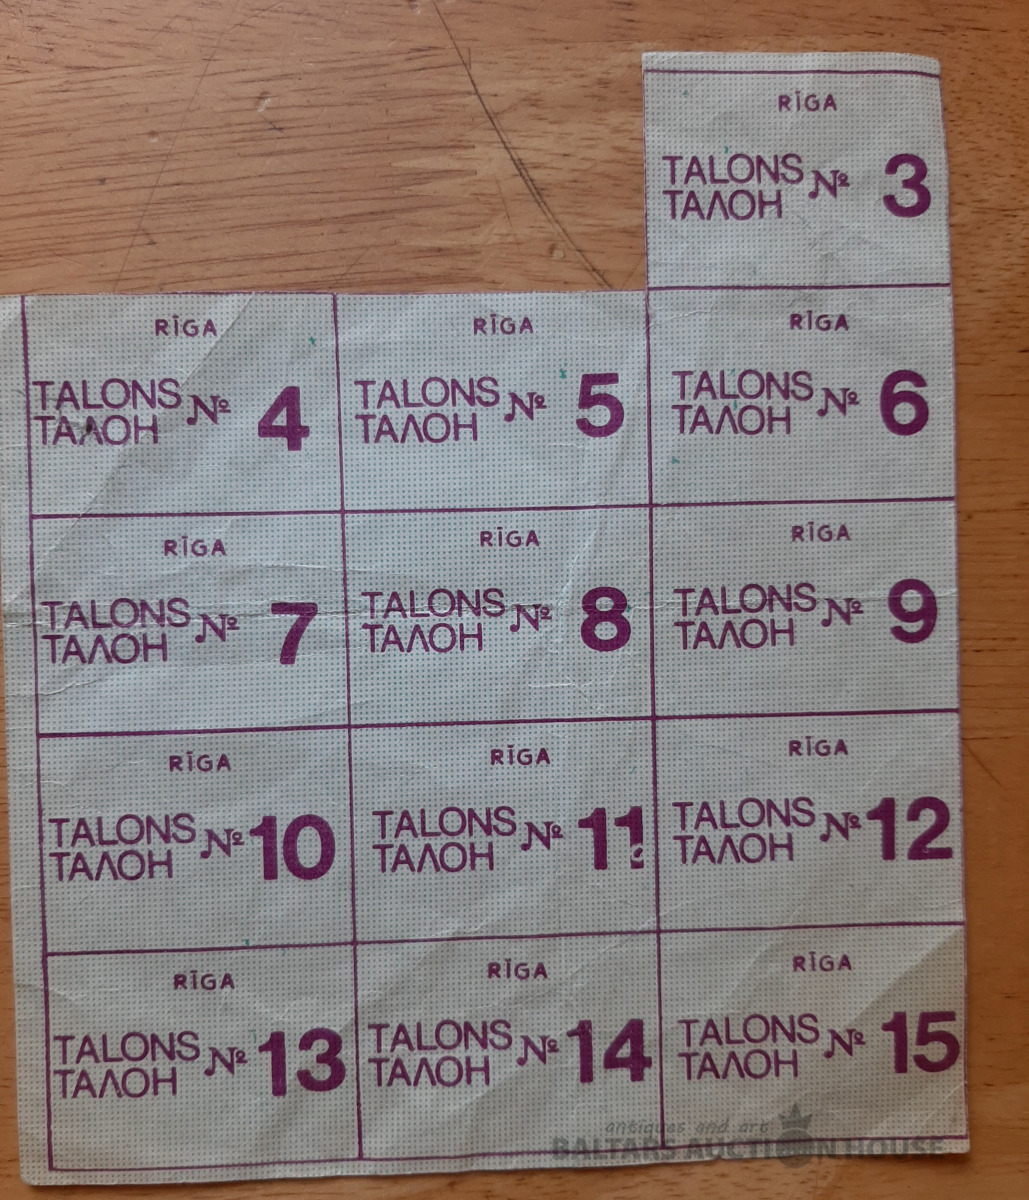 RĪGA
TALONS № 3
ТАЛОН
RĪGA
TALONS № 4
ТАЛОН
RĪGA
TALONS № 5
ТАЛОН
RĪGA
TALONS № 6
ТАЛОН
RĪGA
TALONS № 7
ТАЛОН
RĪGA
TALONS № 8
ТАЛОН
RĪGA
TALONS № 9
ТАЛОН
RĪGA
TALONS № 10
ТАЛОН
RĪGA
TALONS № 11
ТАЛОН
RĪGA
TALONS № 12
ТАЛОН
RĪGA
TALONS № 13
ТАЛОН
RĪGA
TALONS № 14
ТАЛОН
RĪGA
TALONS № 15
ТАЛОН
antiques and art
BALTARS AUCTION HOUSE